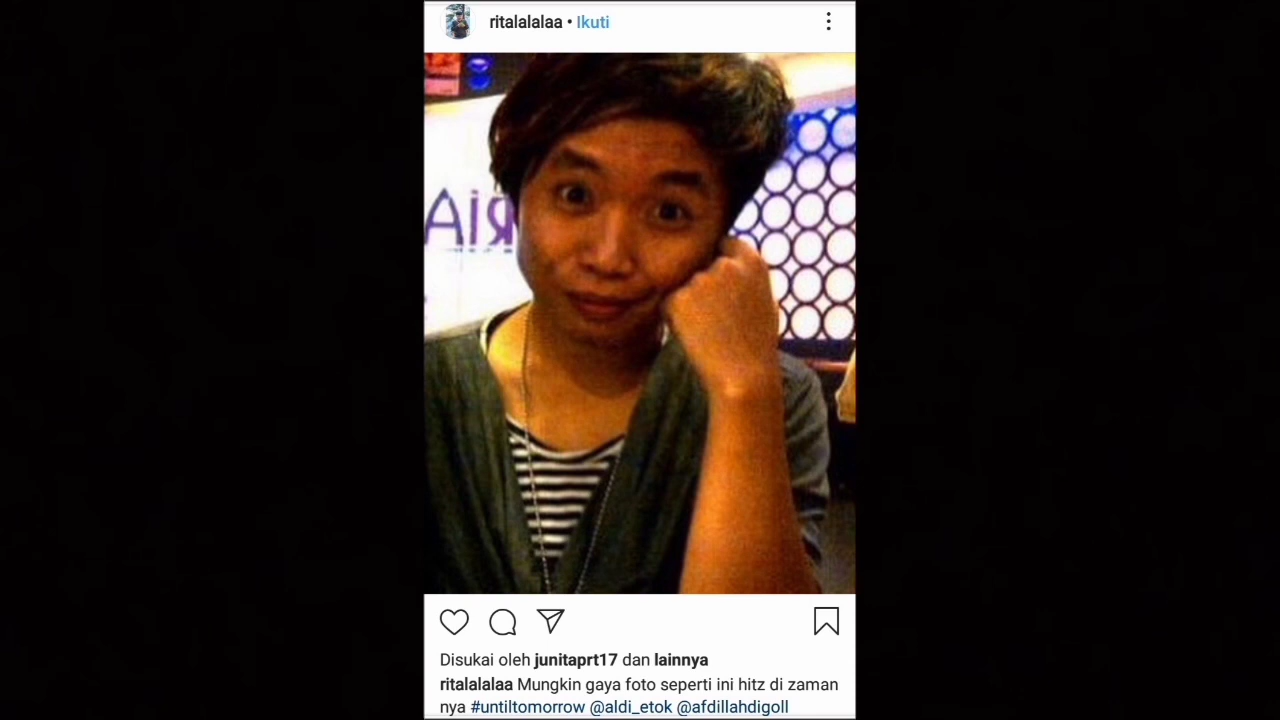 ritalalalaa • Ikuti
Disukai oleh junitaprt17 dan lainnya
ritalalalaa Mungkin gaya foto seperti ini hitz di zaman
nya #untiltomorrow @aldi_etok @afdillahdigoll